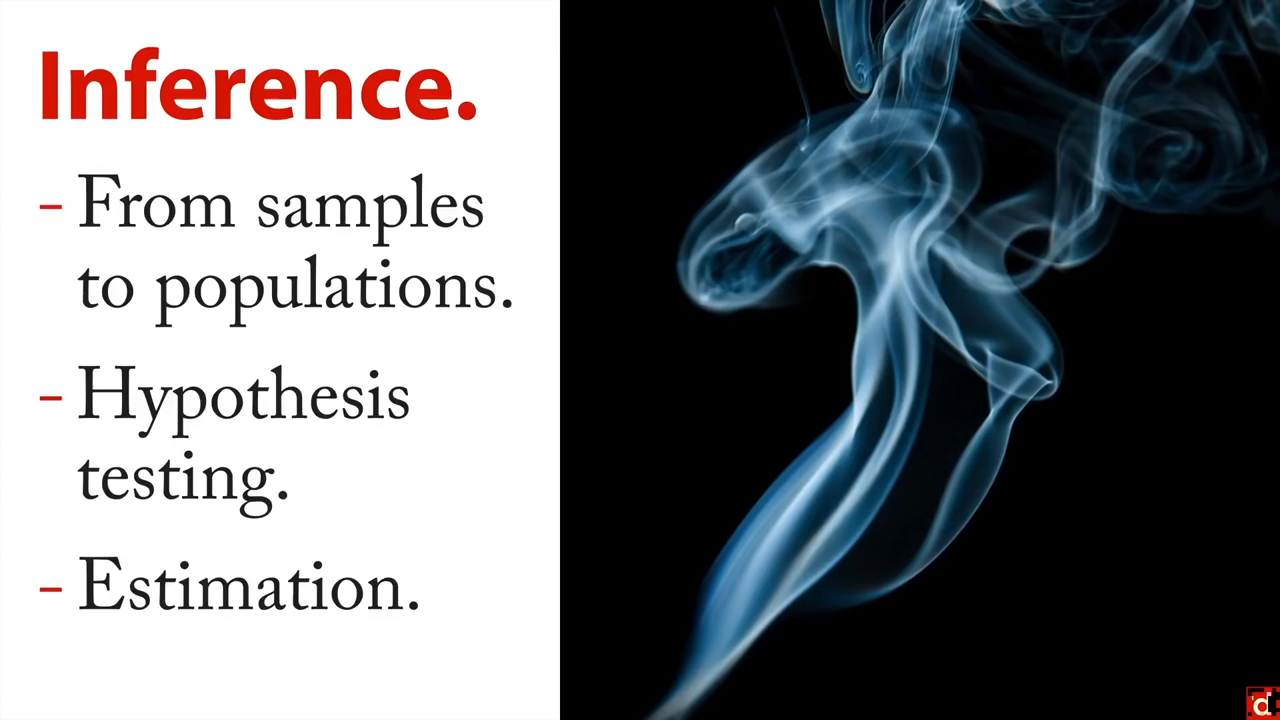 Inference.
– From samples
to populations.
– Hypothesis
testing.
– Estimation.
d